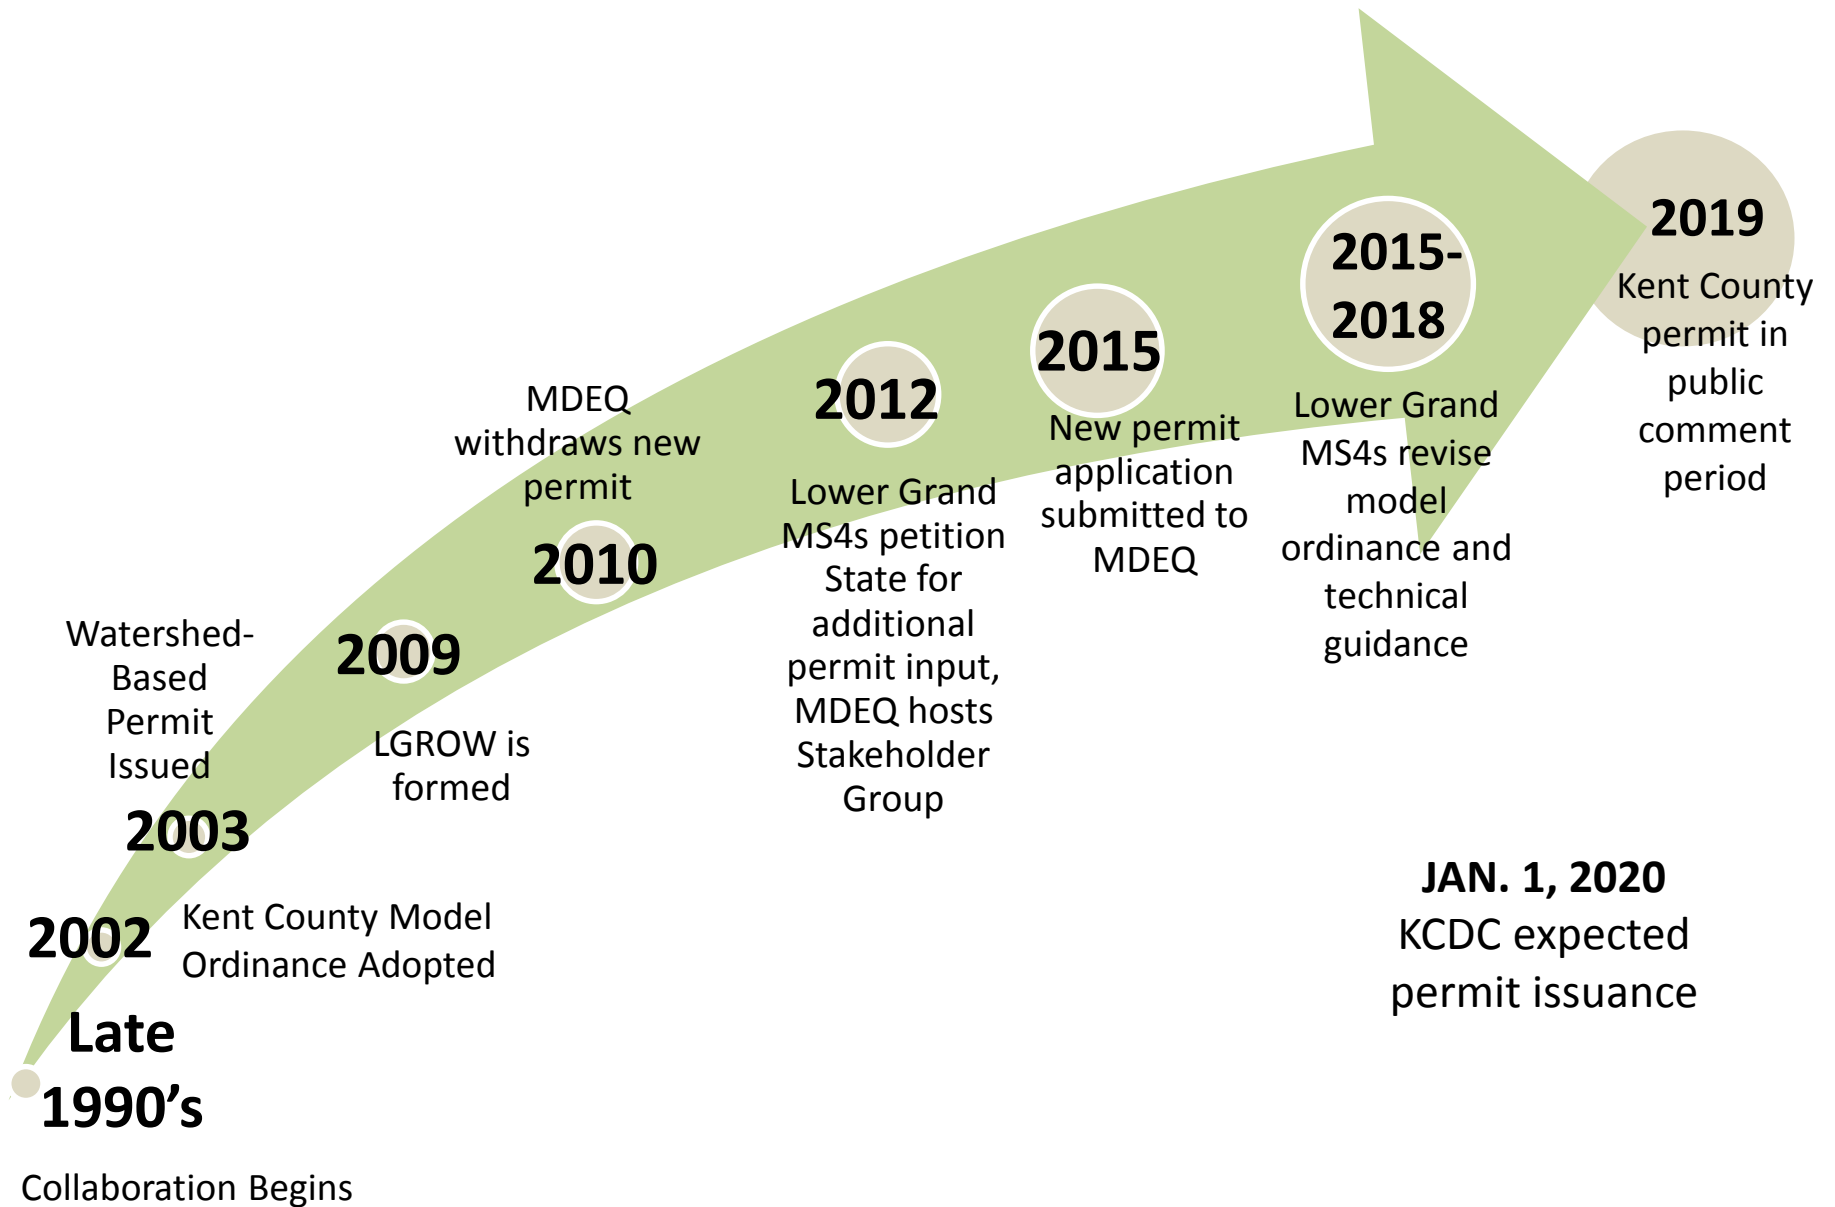 Late
1990’s
Collaboration Begins
2002
Kent County Model
Ordinance Adopted
2003
Watershed-
Based
Permit
Issued
2009
LGROW is
formed
2010
MDEQ
withdraws new
permit
2012
Lower Grand
MS4s petition
State for
additional
permit input,
MDEQ hosts
Stakeholder
Group
2015
New permit
application
submitted to
MDEQ
2015-
2018
Lower Grand
MS4s revise
model
ordinance and
technical
guidance
2019
Kent County
permit in
public
comment
period
JAN. 1, 2020
KCDC expected
permit issuance